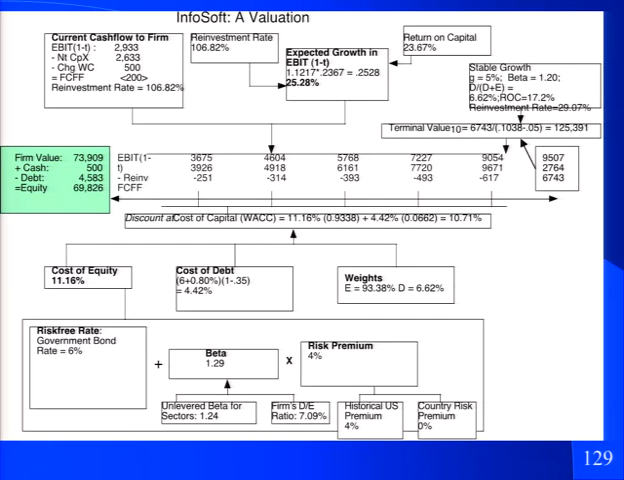 InfoSoft: A Valuation
Current Cashflow to Firm
EBIT(1-t) : 2,933
- Nt CpX 2,633
- Chg WC 500
= FCFF <200>
Reinvestment Rate = 106.82%
Reinvestment Rate
106.82%
Expected Growth in
EBIT (1-t)
1.1217*.2367 = .2528
25.28%
Return on Capital
23.67%
Stable Growth
g = 5%; Beta = 1.20;
D/(D+E) =
6.62%;ROC=17.2%
Reinvestment Rate=29.07%
Terminal Value10= 6743/(.1038-.05) = 125,391
Firm Value: 73,909
+ Cash: 500
- Debt: 4,583
=Equity 69,826
EBIT(1- 3675 4604 5768 7227 9054
t) 3926 4918 6161 7720 9671
- Reinv -251 -314 -393 -493 -617
FCFF
9507
2764
6743
Discount at Cost of Capital (WACC) = 11.16% (0.9338) + 4.42% (0.0662) = 10.71%
Cost of Equity
11.16%
Cost of Debt
(6+0.80%)(1-.35)
= 4.42%
Weights
E = 93.38% D = 6.62%
Riskfree Rate:
Government Bond
Rate = 6%
+
Beta
1.29
X
Risk Premium
4%
Unlevered Beta for
Sectors: 1.24
Firm's D/E
Ratio: 7.09%
Historical US
Premium
4%
Country Risk
Premium
0%
129